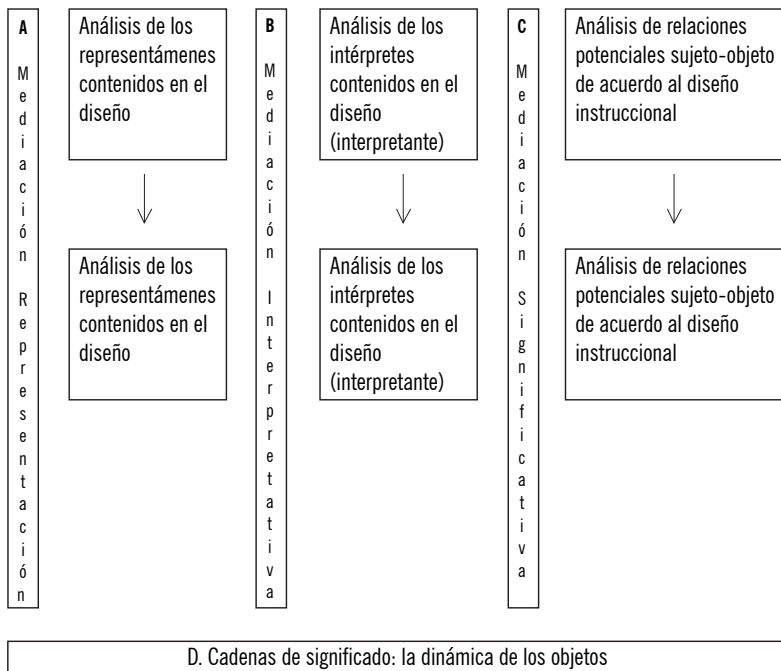 A Mediación Representación
Análisis de los
representámenes
contenidos en el
diseño
Análisis de los
representámenes
contenidos en el
diseño
B Mediación Interpretativa
Análisis de los
intérpretes
contenidos en el
diseño
(interpretante)
Análisis de los
intérpretes
contenidos en el
diseño
(interpretante)
C Mediación Significativa
Análisis de relaciones
potenciales sujeto-objeto
de acuerdo al diseño
instruccional
Análisis de relaciones
potenciales sujeto-objeto
de acuerdo al diseño
instruccional
D. Cadenas de significado: la dinámica de los objetos